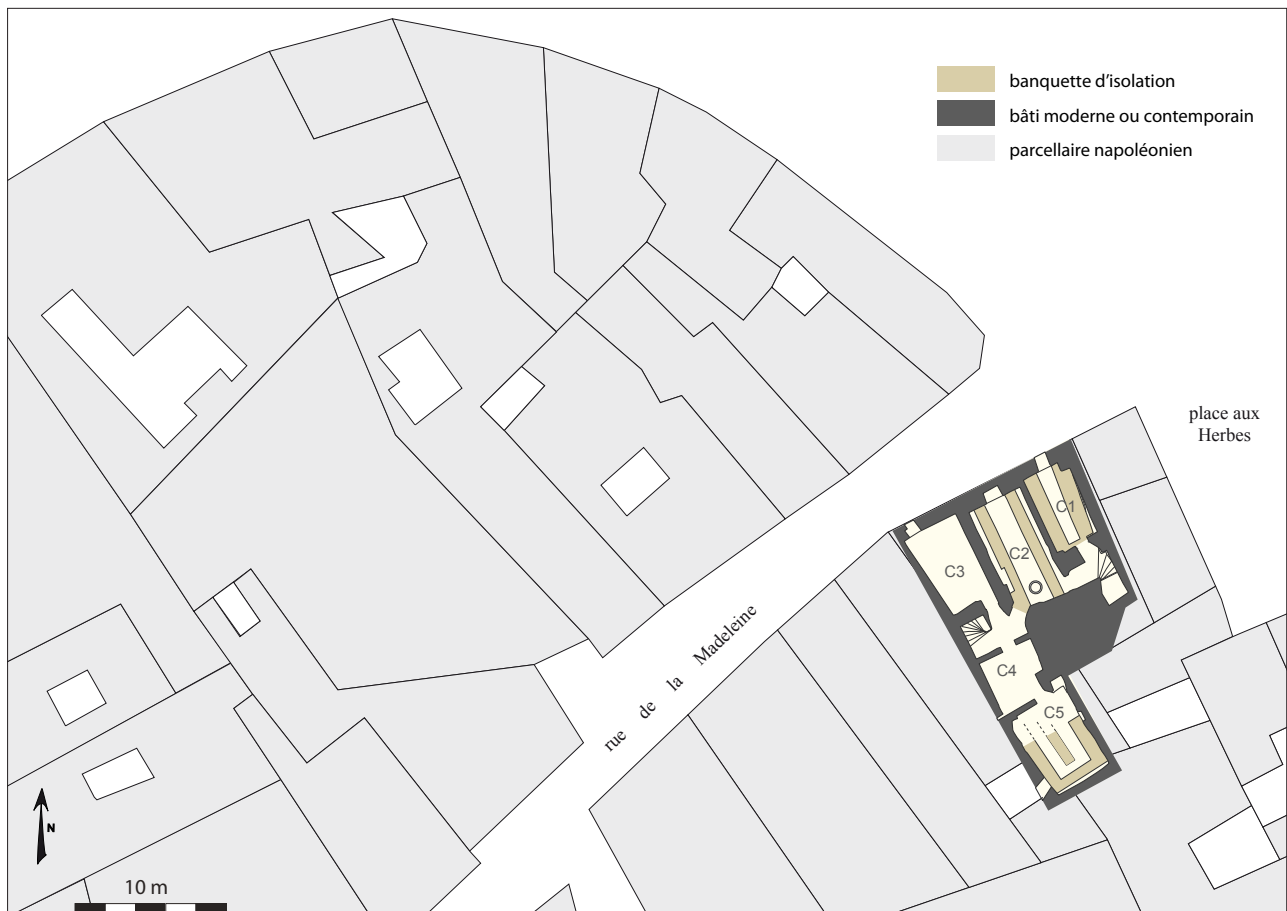 banquette d'isolation
bâti moderne ou contemporain
parcellaire napoléonien
place aux
Herbes
C1
C2
C3
C4
C5
rue de la Madeleine
N
10 m